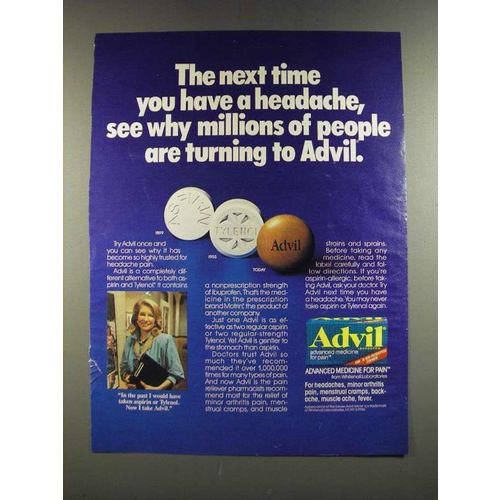 The next time
you have a headache,
see why millions of people
are turning to Advil.
ASPIRIN
1899
TYLENOL
1955
Advil
TODAY
Try Advil once and
you can see why it has
become so highly trusted for
headache pain.
Advil is a completely dif-
ferent alternative to both as-
pirin and Tylenol. It contains
"In the past I would have
taken aspirin or Tylenol.
Now I take Advil."
a nonprescription strength
of ibuprofen. That's the med-
icine in the prescription
brand Motrin, the product of
another company.
Just one Advil is as ef-
fective as two regular aspirin
or two regular-strength
Tylenol. Yet Advil is gentler to
the stomach than aspirin.
Doctors trust Advil so
much they've recom-
mended it over 1,000,000
times for many types of pain.
And now Advil is the pain
reliever pharmacists recom-
mend most for the relief of
minor arthritis pain, men-
strual cramps, and muscle
strains and sprains.
Before taking any
medicine, read the
label carefully and fol-
low directions. If you're
aspirin-allergic, before tak-
ing Advil, ask your doctor. Try
Advil next time you have
a headache. You may never
take aspirin or Tylenol again.
Advil
advanced medicine
for pain
ADVANCED MEDICINE FOR PAIN™
from Whitehall Laboratories
For headaches, minor arthritis
pain, menstrual cramps, back-
ache, muscle ache, fever.
of Whitehall Laboratories, NY, NY